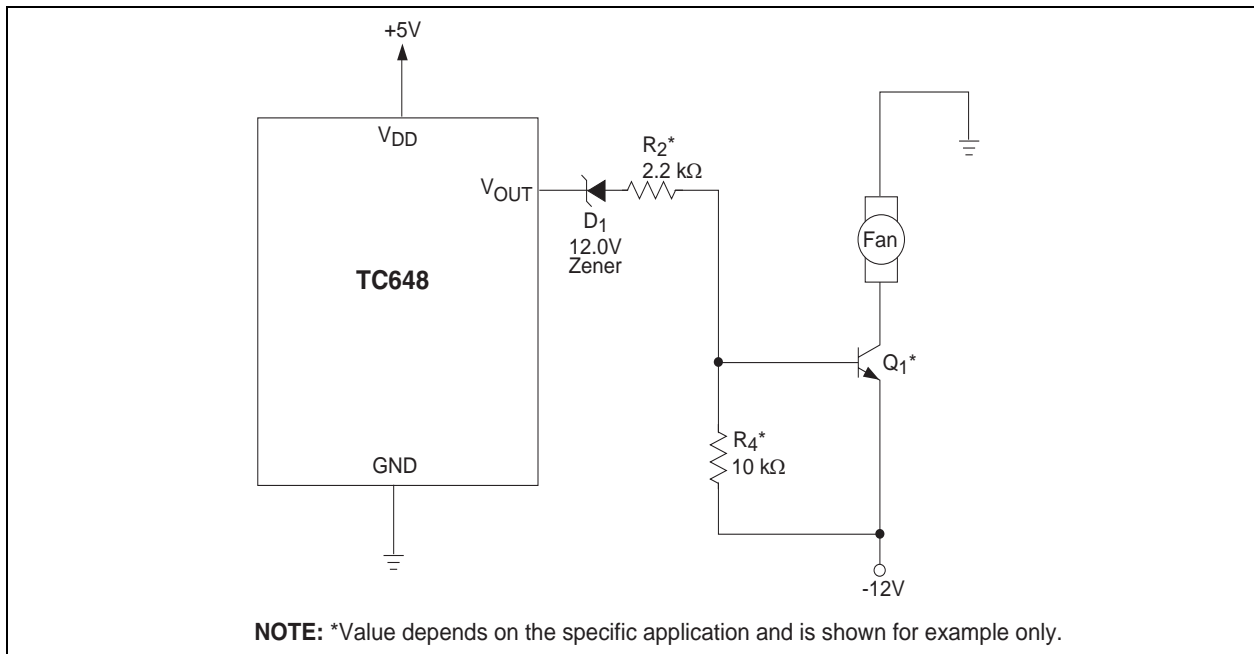 +5V
VDD
R2*
2.2 kΩ
VOUT
D1
12.0V
Zener
Fan
TC648
Q1*
R4*
10 kΩ
GND
-12V
NOTE: *Value depends on the specific application and is shown for example only.